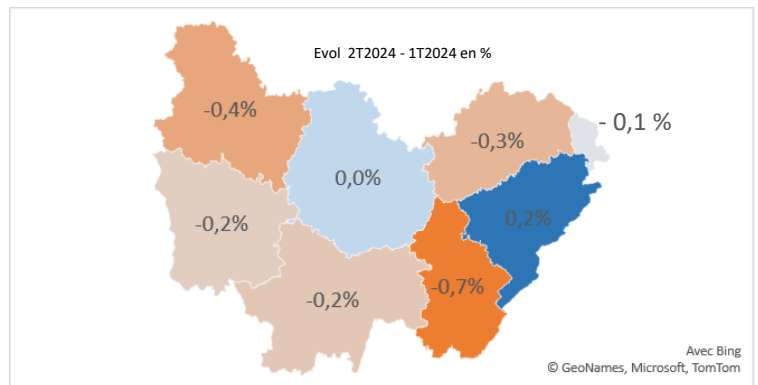 Evol 2T2024 - 1T2024 en %
-0,4%
- 0,1 %
-0,3%
0,0%
-0,2%
0,2%
-0,7%
-0,2%
Avec Bing
© GeoNames, Microsoft, TomTom